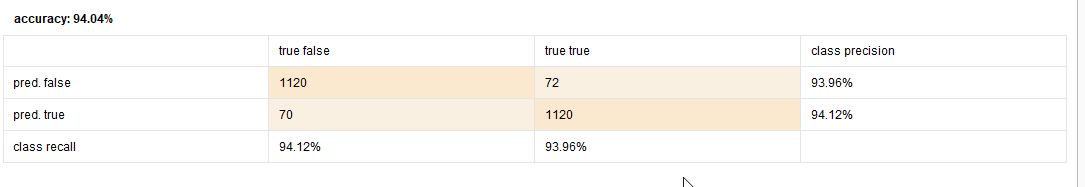 accuracy: 94.04%
true false true true class precision
pred. false 1120 72 93.96%
pred. true 70 1120 94.12%
class recall 94.12% 93.96%